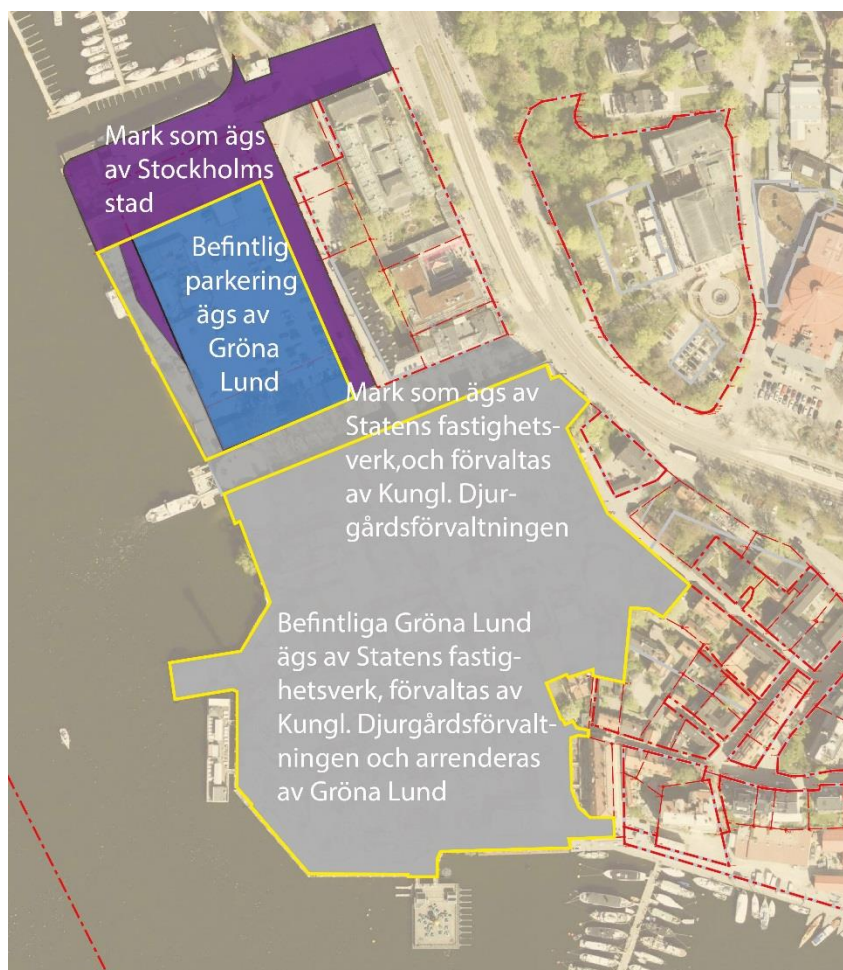 Mark som ägs
av Stockholms
stad
Befintlig
parkering
ägs av
Gröna
Lund
Mark som ägs av
Statens fastighets-
verk,och förvaltas
av Kungl. Djur-
gårdsförvaltningen
Befintliga Gröna Lund
ägs av Statens fastig-
hetsverk, förvaltas av
Kungl. Djurgårdsförvalt-
ningen och arrenderas
av Gröna Lund